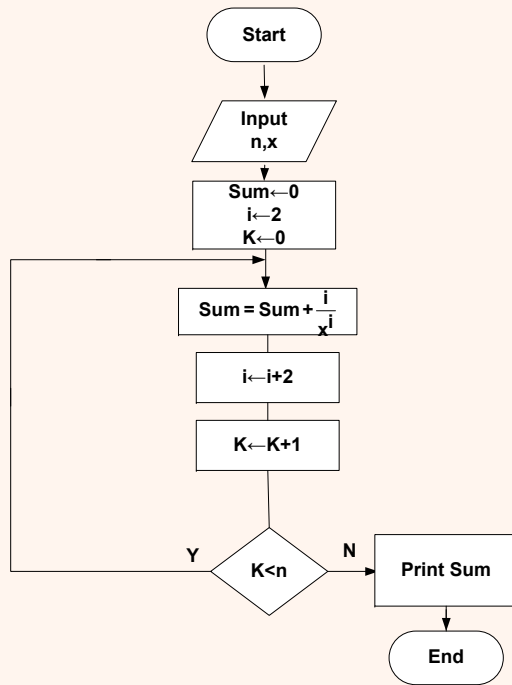 Start
Input
n,x
Sum←0
i←2
K←0
Sum = Sum + i/x^i
i←i+2
K←K+1
Y
K<n
N
Print Sum
End